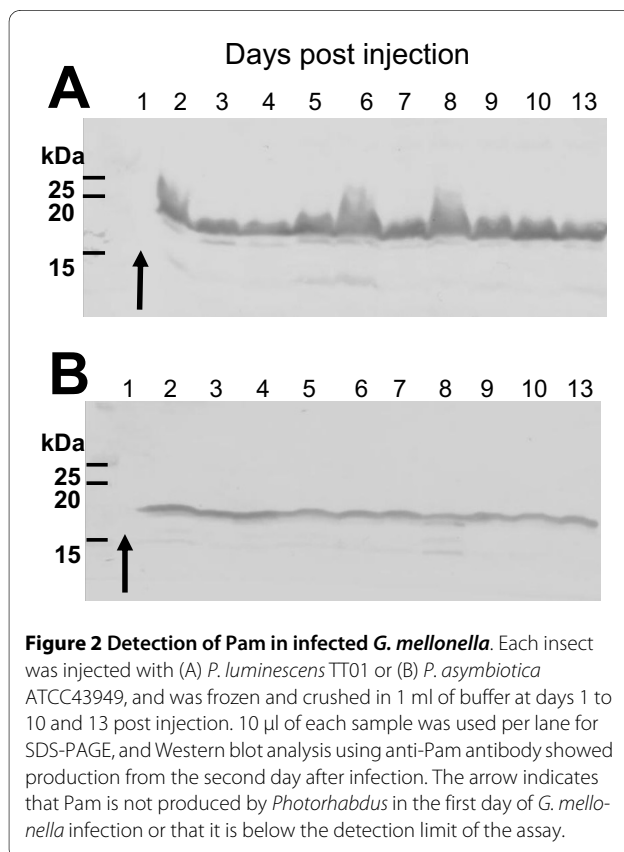 Days post injection
A 1 2 3 4 5 6 7 8 9 10 13
kDa
25
20
15
B 1 2 3 4 5 6 7 8 9 10 13
kDa
25
20
15
Figure 2 Detection of Pam in infected G. mellonella. Each insect
was injected with (A) P. luminescens TT01 or (B) P. asymbiotica
ATCC43949, and was frozen and crushed in 1 ml of buffer at days 1 to
10 and 13 post injection. 10 μl of each sample was used per lane for
SDS-PAGE, and Western blot analysis using anti-Pam antibody showed
production from the second day after infection. The arrow indicates
that Pam is not produced by Photorhabdus in the first day of G. mello-
nella infection or that it is below the detection limit of the assay.